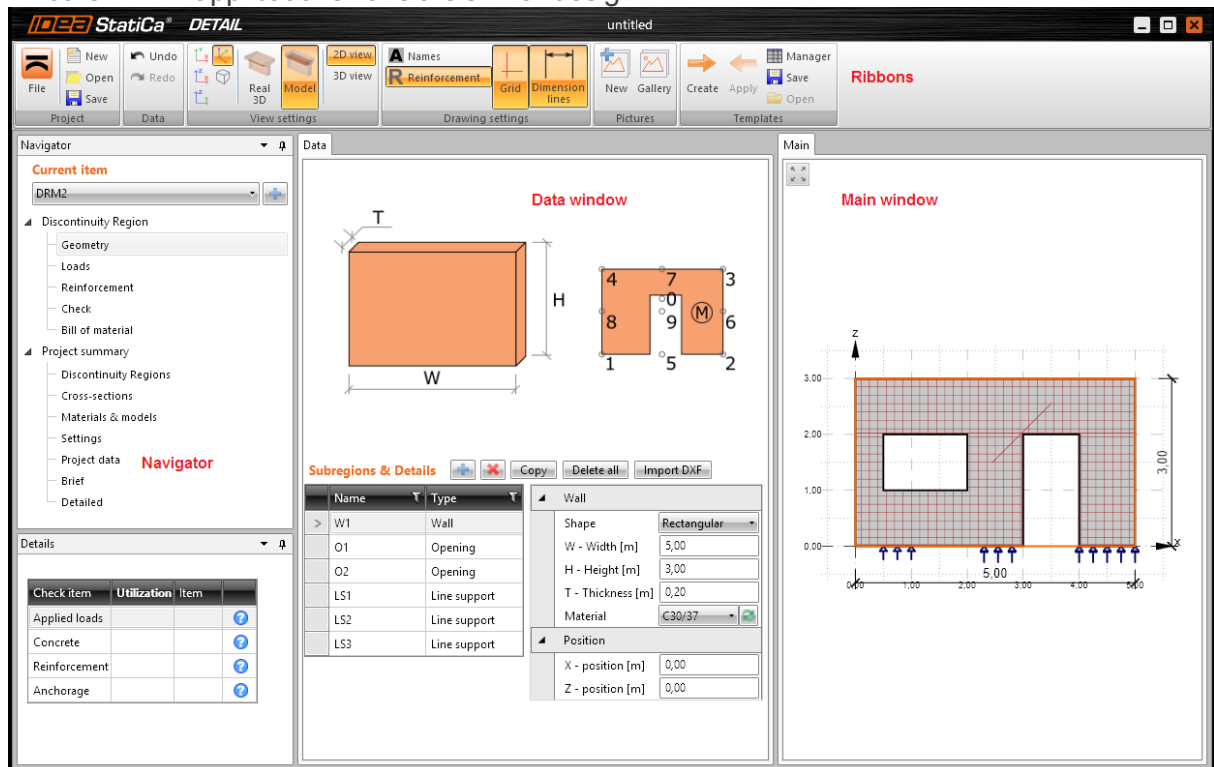 IDEA StatiCa® DETAIL
untitled
File
New
Open
Save
Project
Undo
Redo
Data
Real 3D
Model
2D view
3D view
View settings
Names
Reinforcement
Grid
Dimension lines
Drawing settings
New
Gallery
Pictures
Create
Apply
Manager
Save
Open
Templates
Ribbons
Navigator
Current item
DRM2
Discontinuity Region
Geometry
Loads
Reinforcement
Check
Bill of material
Project summary
Discontinuity Regions
Cross-sections
Materials & models
Settings
Project data
Navigator
Brief
Detailed
Details
Check item Utilization Item
Applied loads
Concrete
Reinforcement
Anchorage
Data
Data window
T
H
W
4 7 3
0
8 9 M 6
1 5 2
Subregions & Details Copy Delete all Import DXF
Name Type
W1 Wall
O1 Opening
O2 Opening
LS1 Line support
LS2 Line support
LS3 Line support
Wall
Shape Rectangular
W - Width [m] 5,00
H - Height [m] 3,00
T - Thickness [m] 0,20
Material C30/37
Position
X - position [m] 0,00
Z - position [m] 0,00
Main
Main window
z
3.00
2.00
1.00
0.00
x
3,00
5,00
0,00 1,00 2,00 3,00 4,00 5,00